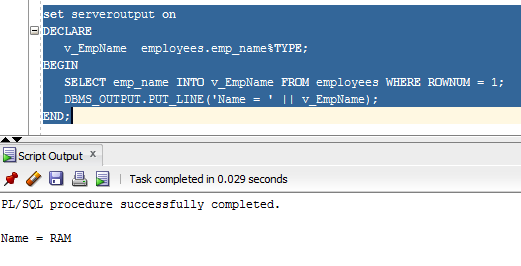 set serveroutput on
DECLARE
v_EmpName employees.emp_name%TYPE;
BEGIN
SELECT emp_name INTO v_EmpName FROM employees WHERE ROWNUM = 1;
DBMS_OUTPUT.PUT_LINE('Name = ' || v_EmpName);
END;
Script Output x
Task completed in 0.029 seconds
PL/SQL procedure successfully completed.
Name = RAM